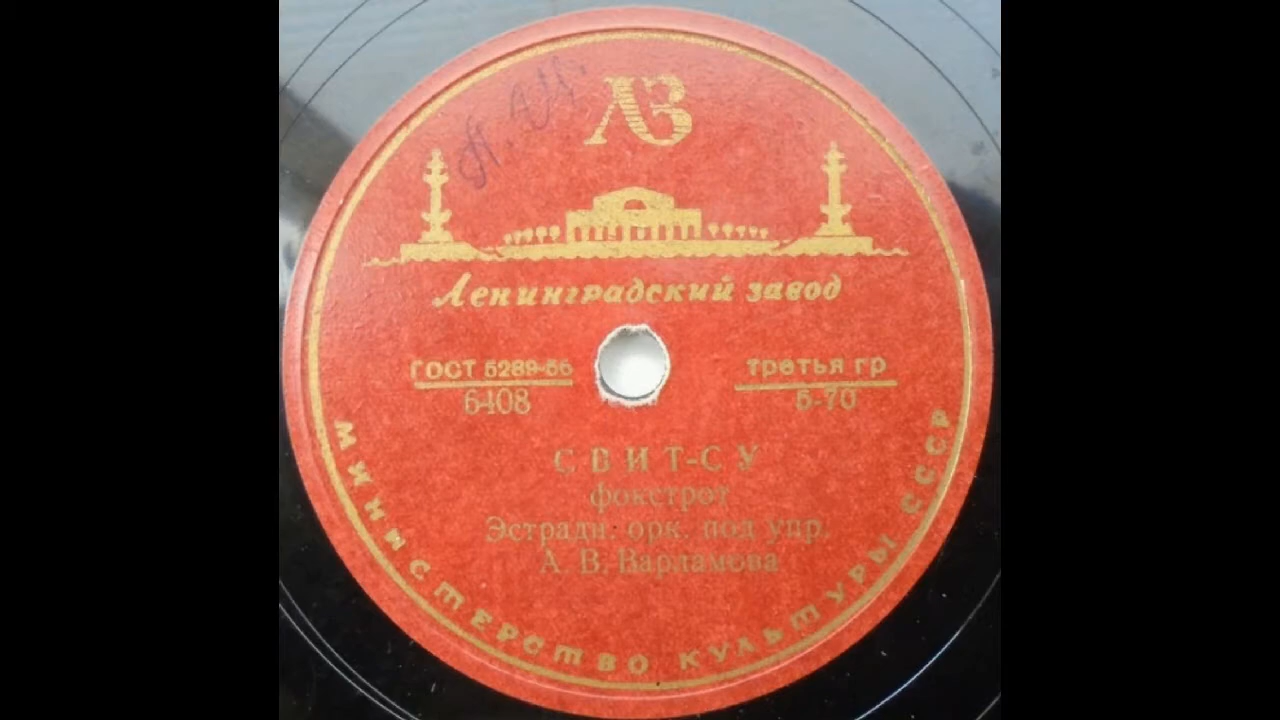 А. Ш.
ЛЗ
Ленинградский завод
ГОСТ 5289-56
6408
третья гр
5-70
СВИТ-СУ
фокстрот
Эстрадн. орк. под упр.
А. В. Варламова
МИНИСТЕРСТВО КУЛЬТУРЫ СССР